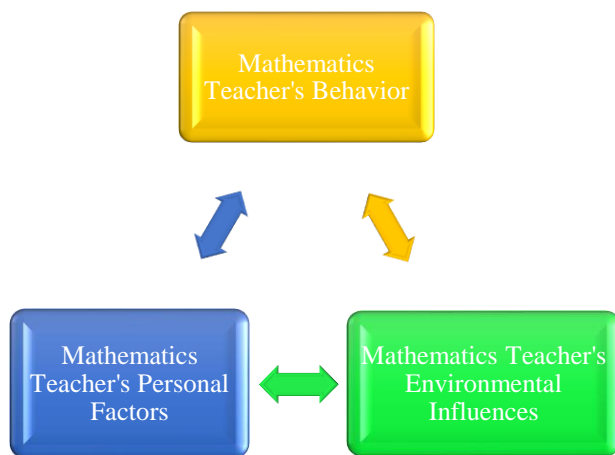 Mathematics
Teacher's Behavior
Mathematics
Teacher's Personal
Factors
Mathematics Teacher's
Environmental
Influences